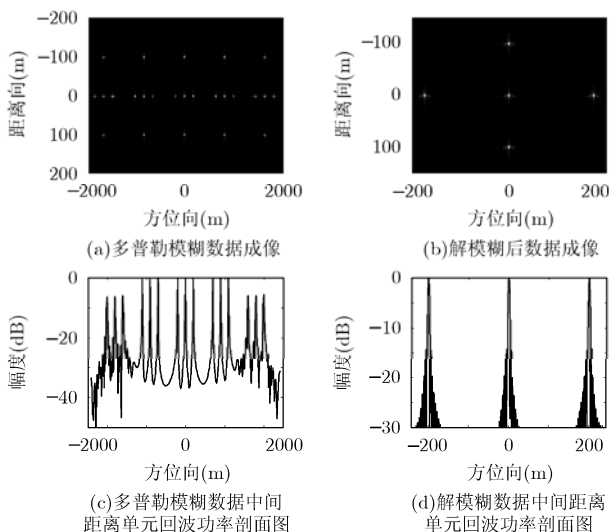 −200
−100
0
100
200
距离向(m)
−2000
0
2000
方位向(m)
(a)多普勒模糊数据成像
−100
0
100
距离向(m)
−200
0
200
方位向(m)
(b)解模糊后数据成像
0
−20
−40
幅度(dB)
−2000
0
2000
方位向(m)
(c)多普勒模糊数据中间
距离单元回波功率剖面图
0
−10
−20
−30
幅度(dB)
−200
0
200
方位向(m)
(d)解模糊数据中间距离
单元回波功率剖面图